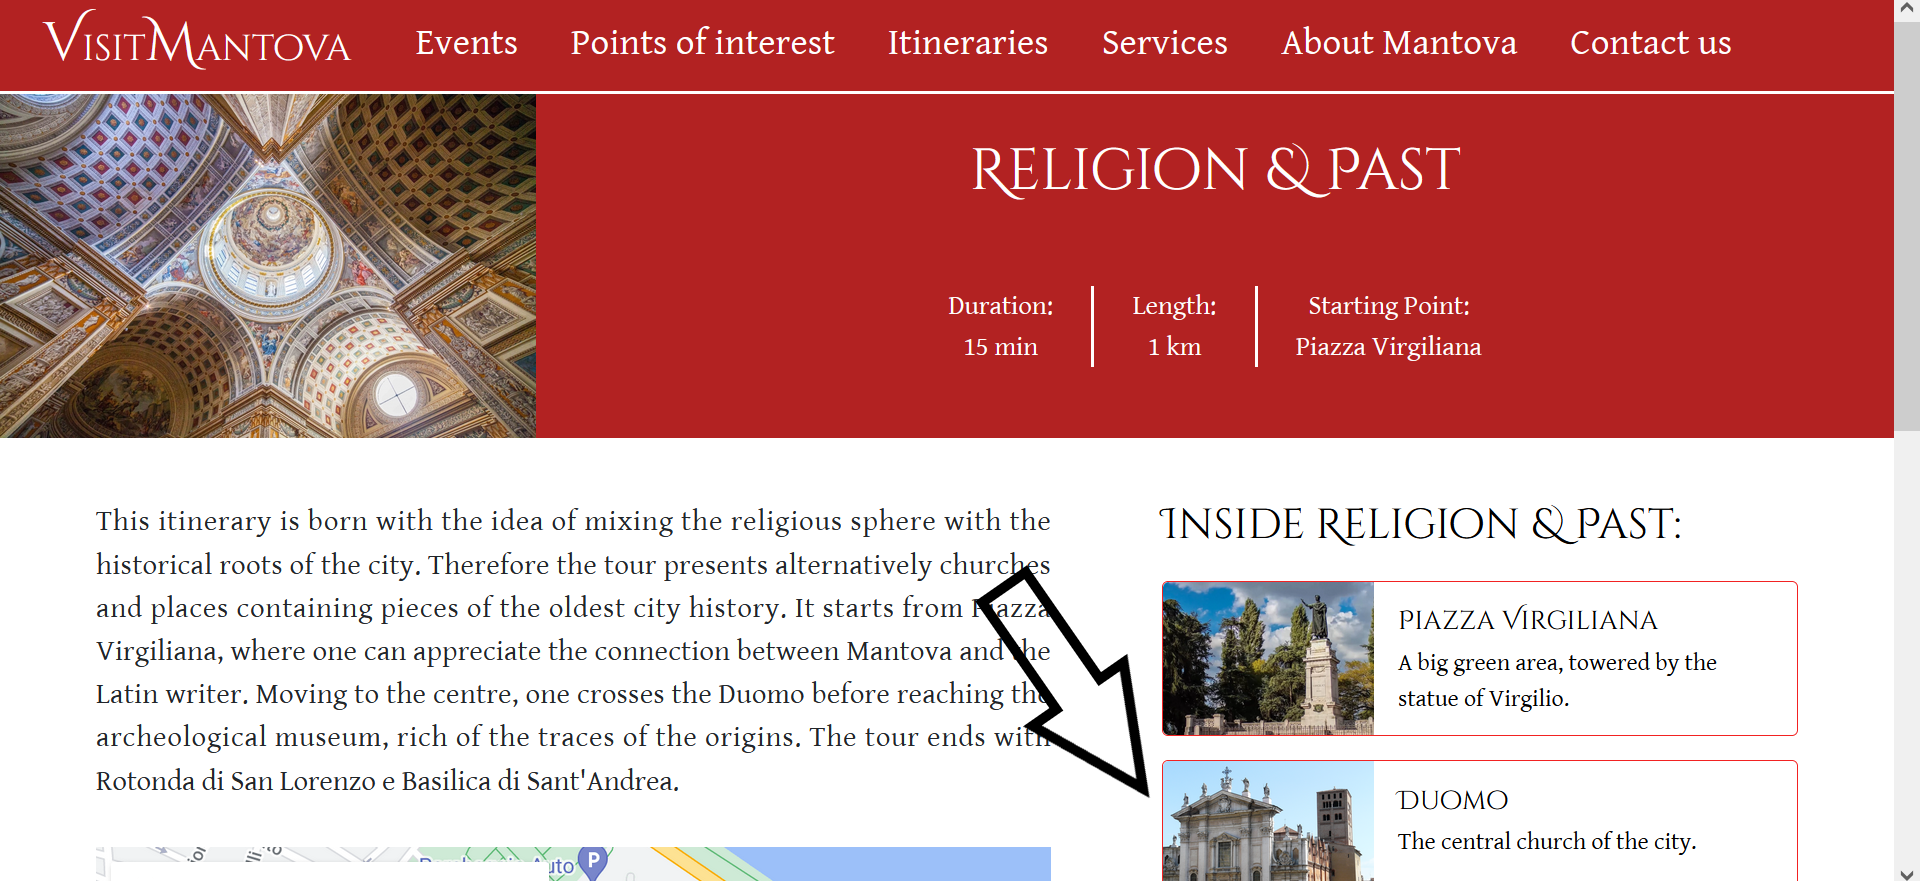 VisitMantova Events Points of interest Itineraries Services About Mantova Contact us
Religion & Past
Duration: Length: Starting Point:
15 min 1 km Piazza Virgiliana
This itinerary is born with the idea of mixing the religious sphere with the
historical roots of the city. Therefore the tour presents alternatively churches
and places containing pieces of the oldest city history. It starts from Piazza
Virgiliana, where one can appreciate the connection between Mantova and the
Latin writer. Moving to the centre, one crosses the Duomo before reaching the
archeological museum, rich of the traces of the origins. The tour ends with
Rotonda di San Lorenzo e Basilica di Sant'Andrea.
Inside Religion & Past:
Piazza Virgiliana
A big green area, towered by the
statue of Virgilio.
Duomo
The central church of the city.
Auto
P